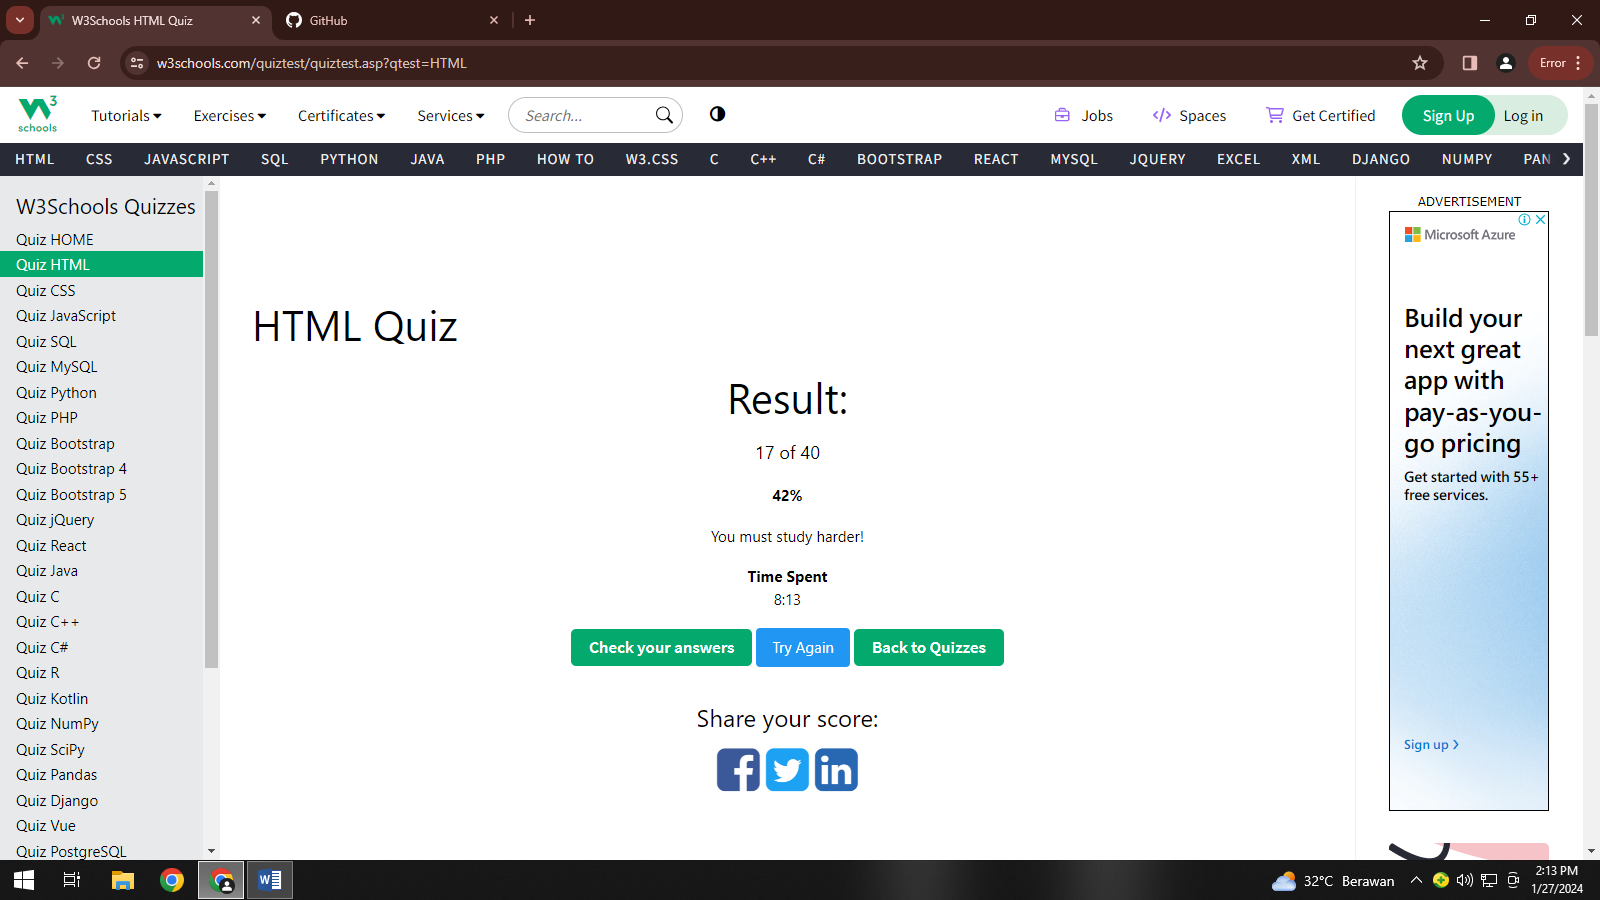 W3Schools HTML Quiz
GitHub
w3schools.com/quiztest/quiztest.asp?qtest=HTML
Error
3
schools
Tutorials
Exercises
Certificates
Services
Search...
Jobs
Spaces
Get Certified
Sign Up
Log in
HTML CSS JAVASCRIPT SQL PYTHON JAVA PHP HOW TO W3.CSS C C++ C# BOOTSTRAP REACT MYSQL JQUERY EXCEL XML DJANGO NUMPY PAN
W3Schools Quizzes
Quiz HOME
Quiz HTML
Quiz CSS
Quiz JavaScript
Quiz SQL
Quiz MySQL
Quiz Python
Quiz PHP
Quiz Bootstrap
Quiz Bootstrap 4
Quiz Bootstrap 5
Quiz jQuery
Quiz React
Quiz Java
Quiz C
Quiz C++
Quiz C#
Quiz R
Quiz Kotlin
Quiz NumPy
Quiz SciPy
Quiz Pandas
Quiz Django
Quiz Vue
Quiz PostgreSQL
HTML Quiz
Result:
17 of 40
42%
You must study harder!
Time Spent
8:13
Check your answers
Try Again
Back to Quizzes
Share your score:
ADVERTISEMENT
Microsoft Azure
Build your
next great
app with
pay-as-you-
go pricing
Get started with 55+
free services.
Sign up
32°C Berawan
2:13 PM
1/27/2024